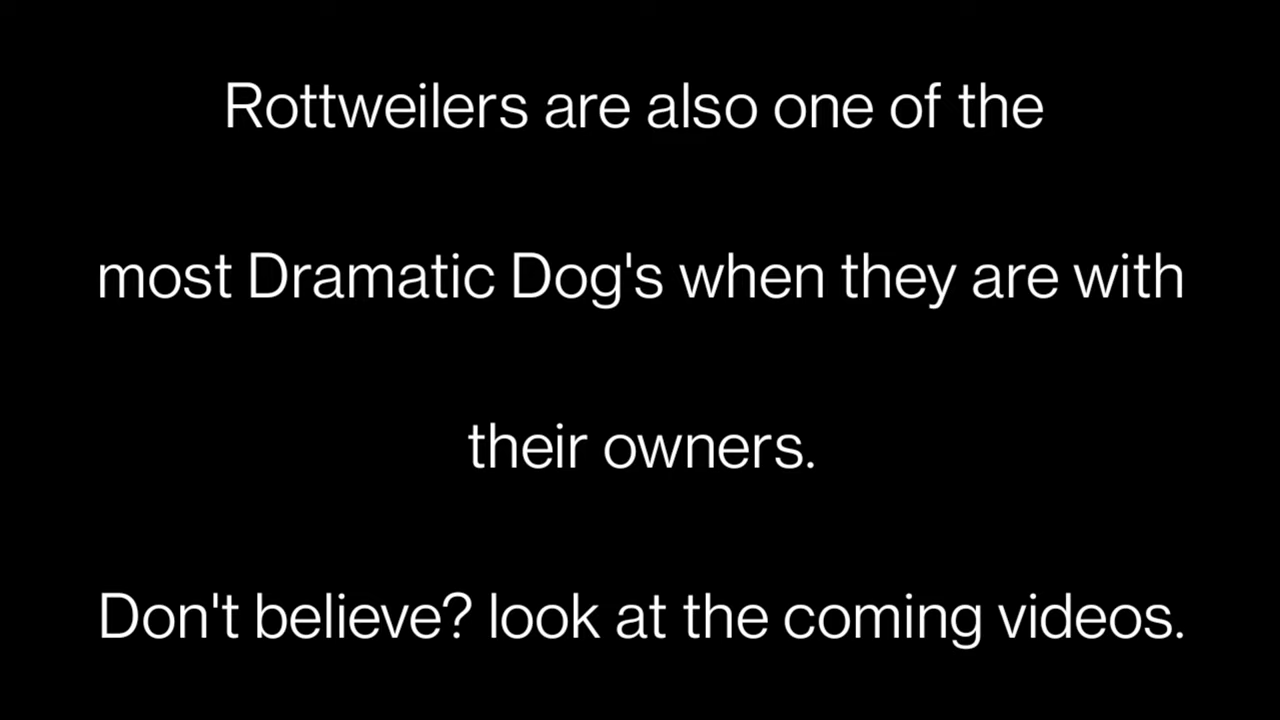 Rottweilers are also one of the
most Dramatic Dog's when they are with
their owners.
Don't believe? look at the coming videos.